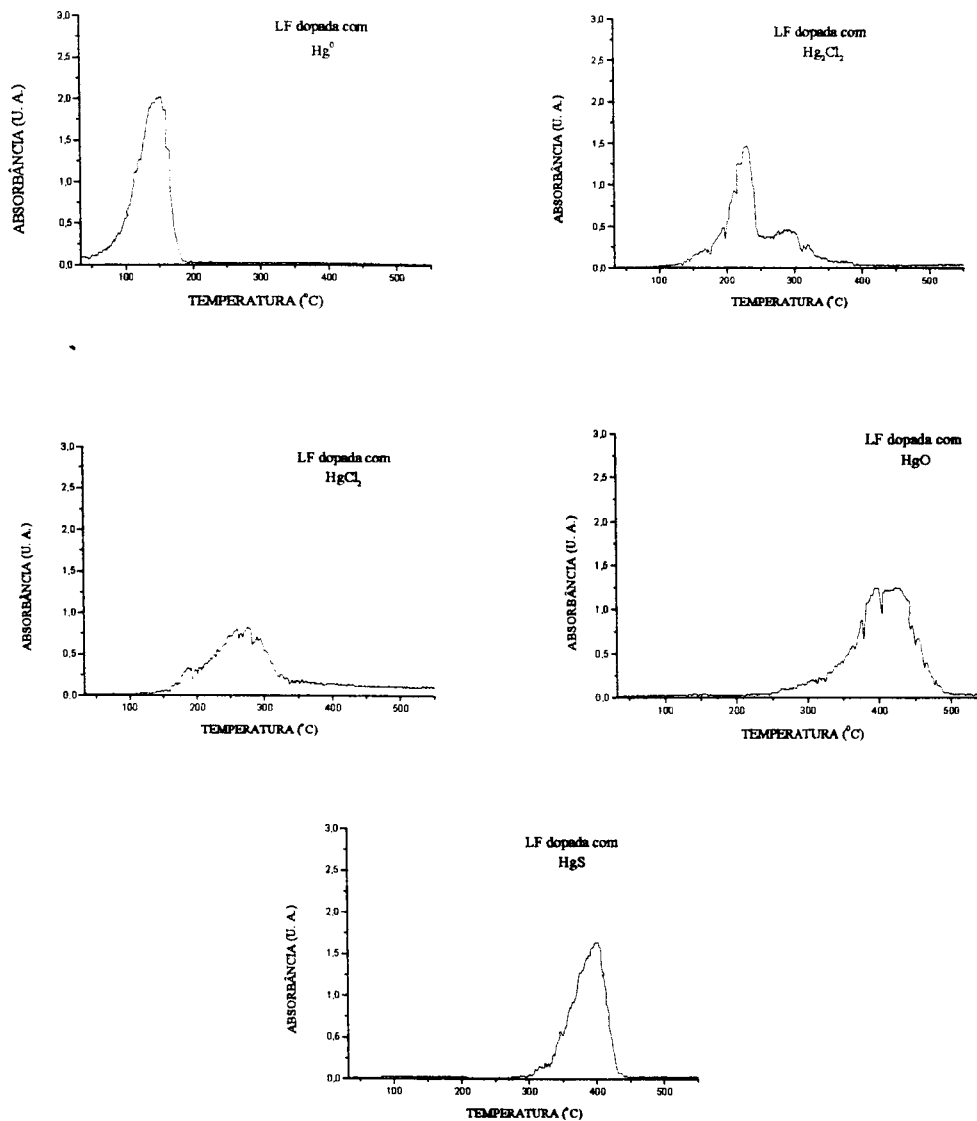 LF dopada com
Hg⁰
ABSORBÂNCIA (U. A.)
3,0
2,5
2,0
1,5
1,0
0,5
0,0
100 200 300 400 500
TEMPERATURA (°C)
LF dopada com
Hg₂Cl₂
ABSORBÂNCIA (U. A.)
3,0
2,5
2,0
1,5
1,0
0,5
0,0
100 200 300 400 500
TEMPERATURA (°C)
LF dopada com
HgCl₂
ABSORBÂNCIA (U. A.)
3,0
2,5
2,0
1,5
1,0
0,5
0,0
100 200 300 400 500
TEMPERATURA (°C)
LF dopada com
HgO
ABSORBÂNCIA (U. A.)
3,0
2,5
2,0
1,5
1,0
0,5
0,0
100 200 300 400 500
TEMPERATURA (°C)
LF dopada com
HgS
ABSORBÂNCIA (U. A.)
3,0
2,5
2,0
1,5
1,0
0,6
0,0
100 200 300 400 500
TEMPERATURA (°C)